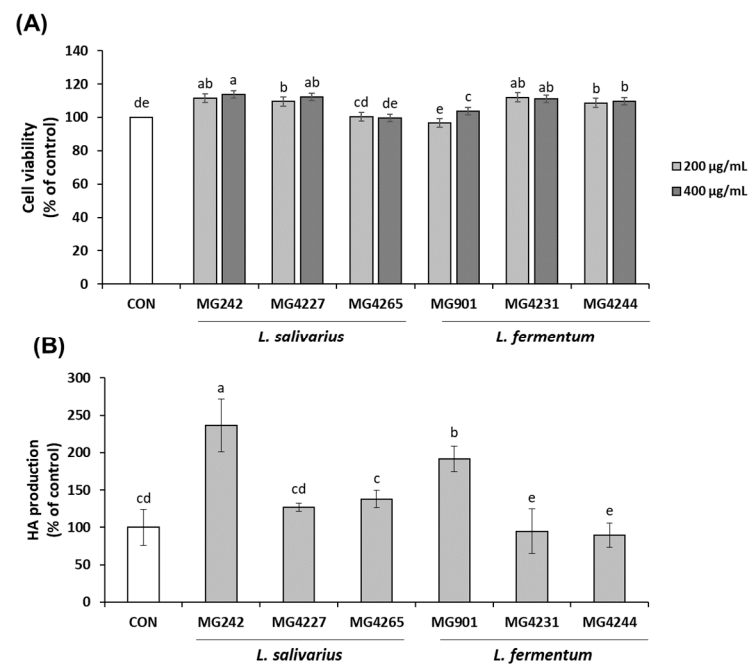 (A)
Cell viability
(% of control)
140
120
100
80
60
40
20
0
de
ab
a
b
ab
cd
de
e
c
ab
ab
b
b
200 µg/mL
400 µg/mL
CON
MG242
MG4227
MG4265
MG901
MG4231
MG4244
L. salivarius
L. fermentum
(B)
HA production
(% of control)
300
250
200
150
100
50
0
cd
a
cd
c
b
e
e
CON
MG242
MG4227
MG4265
MG901
MG4231
MG4244
L. salivarius
L. fermentum